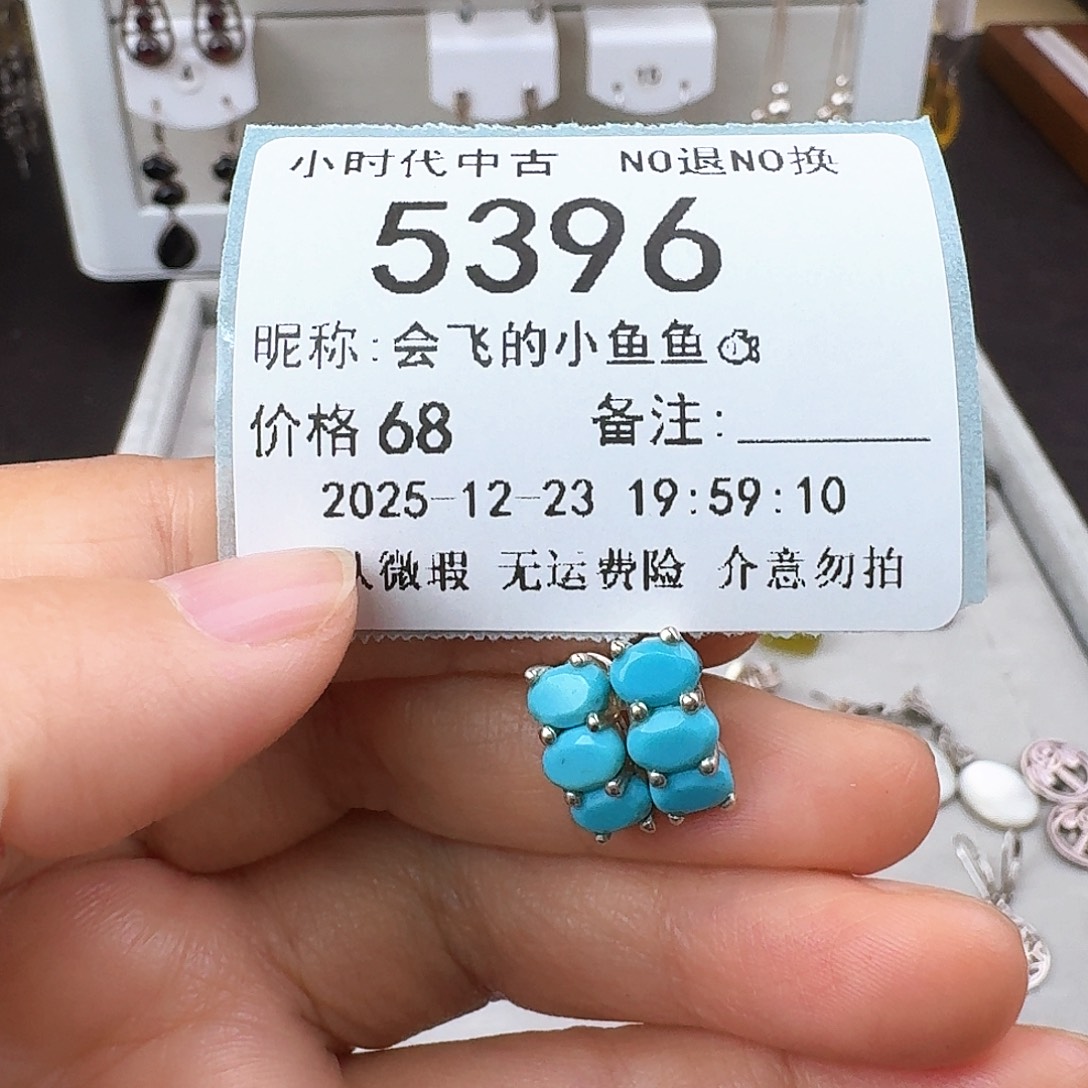 小时代中古 NO退NO换
5396
昵称:会飞的小鱼鱼🐡
价格 68 备注:
2025-12-23 19:59:10
微瑕 无运费险 介意勿拍
15